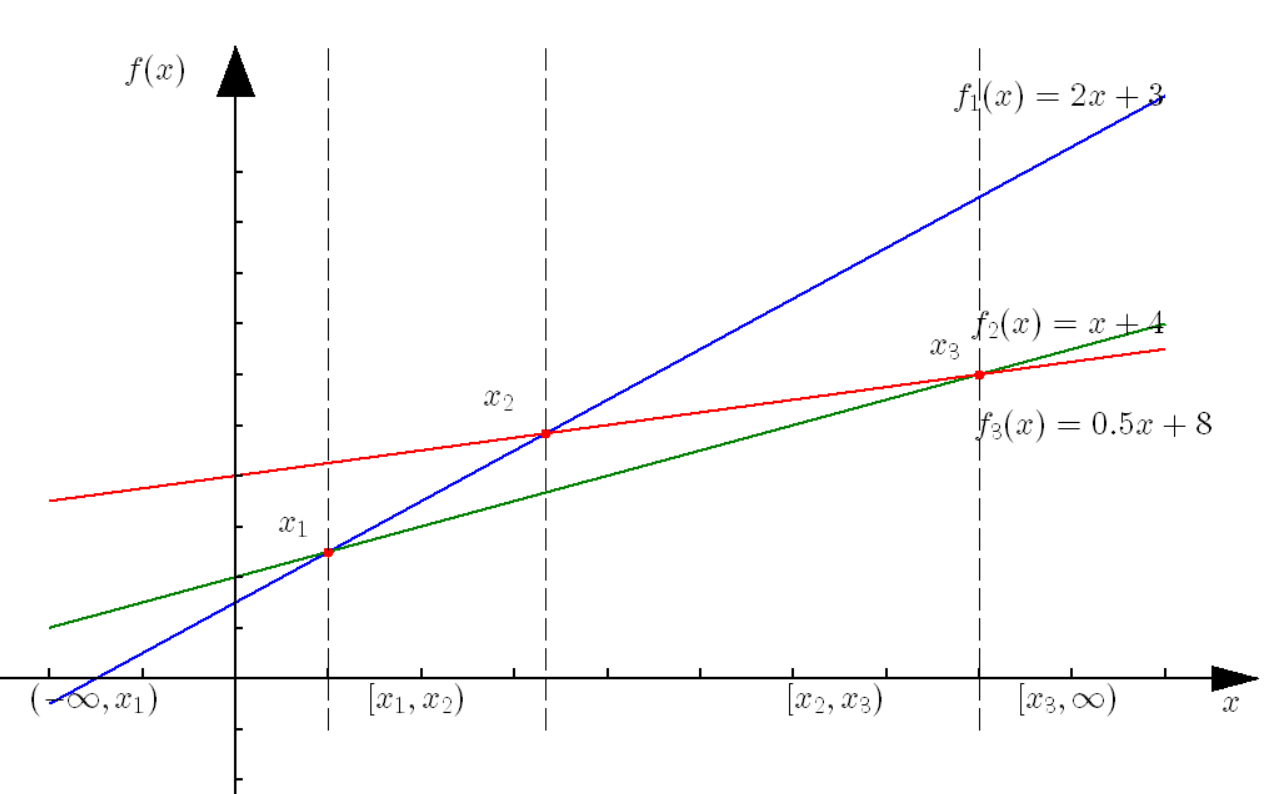 f(x)
f₁(x) = 2x + 3
f₂(x) = x + 4
x₃
x₂
f₃(x) = 0.5x + 8
x₁
(−∞, x₁)
[x₁, x₂)
[x₂, x₃)
[x₃, ∞)
x